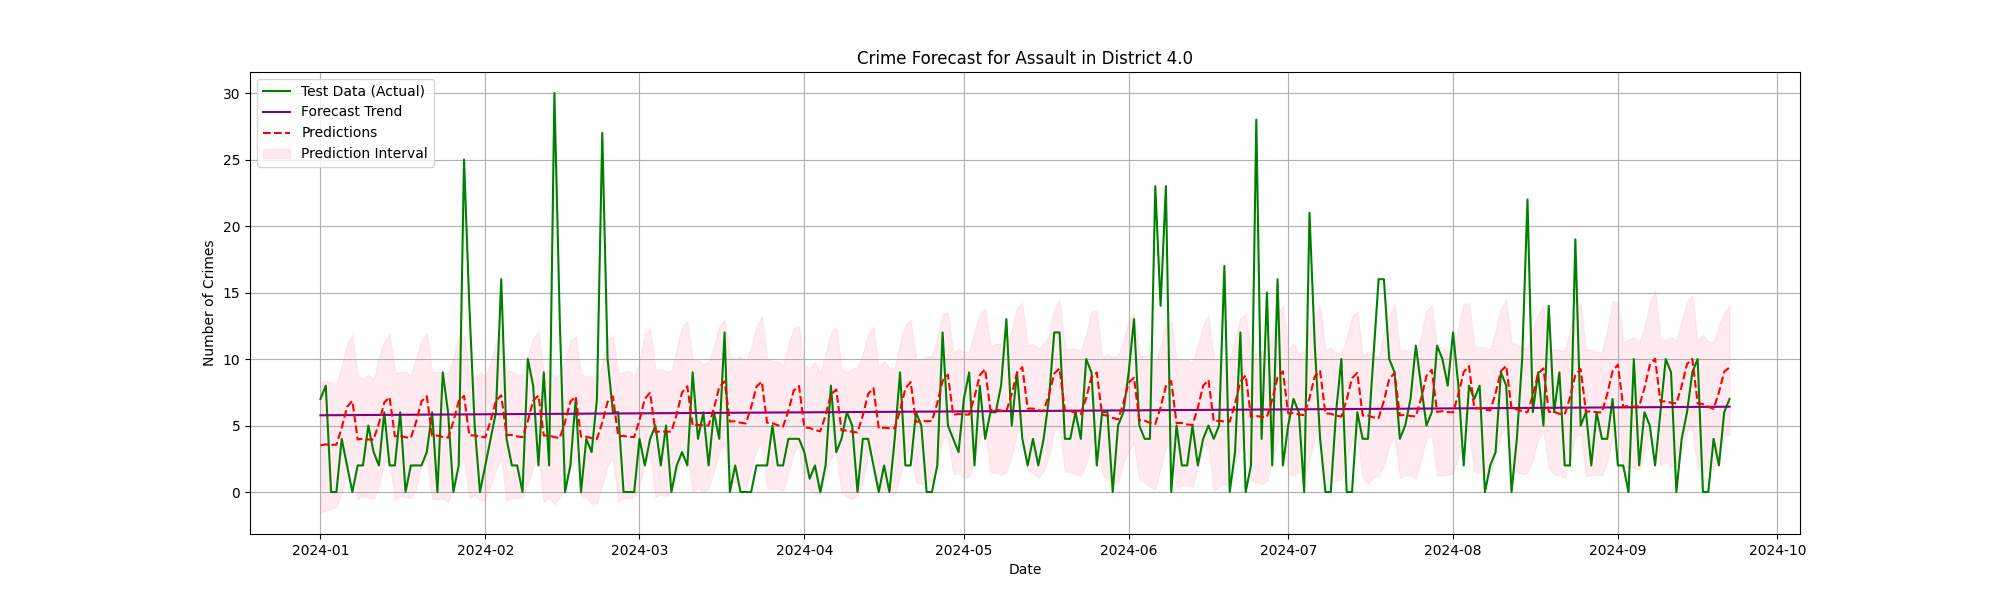 Crime Forecast for Assault in District 4.0
Test Data (Actual)
Forecast Trend
Predictions
Prediction Interval
Number of Crimes
30
25
20
15
10
5
0
2024-01 2024-02 2024-03 2024-04 2024-05 2024-06 2024-07 2024-08 2024-09 2024-10
Date